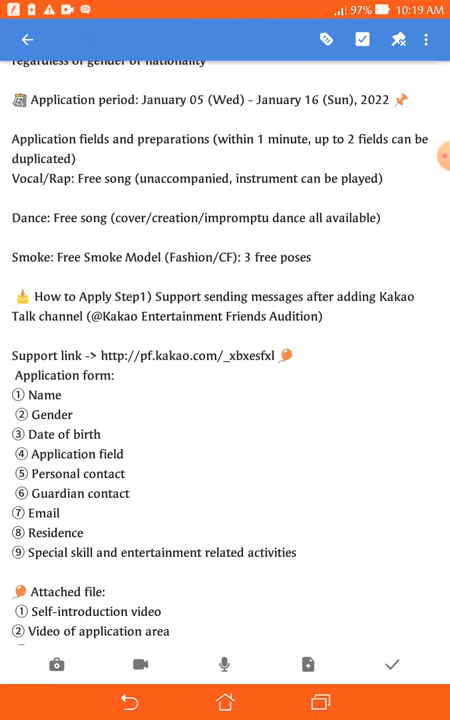 97% 10:19 AM
regardless of gender or nationality
Application period: January 05 (Wed) - January 16 (Sun), 2022
Application fields and preparations (within 1 minute, up to 2 fields can be
duplicated)
Vocal/Rap: Free song (unaccompanied, instrument can be played)
Dance: Free song (cover/creation/impromptu dance all available)
Smoke: Free Smoke Model (Fashion/CF): 3 free poses
How to Apply Step1) Support sending messages after adding Kakao
Talk channel (@Kakao Entertainment Friends Audition)
Support link -> http://pf.kakao.com/_xbxesfxl
Application form:
① Name
② Gender
③ Date of birth
④ Application field
⑤ Personal contact
⑥ Guardian contact
⑦ Email
⑧ Residence
⑨ Special skill and entertainment related activities
Attached file:
① Self-introduction video
② Video of application area